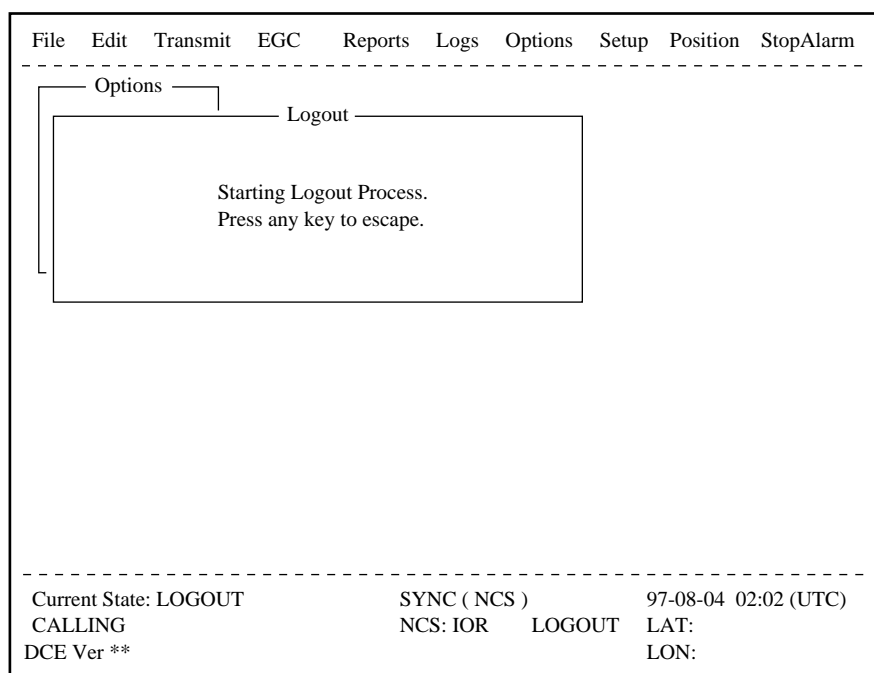 File Edit Transmit EGC Reports Logs Options Setup Position StopAlarm
Options
Logout
Starting Logout Process.
Press any key to escape.
Current State: LOGOUT SYNC ( NCS ) 97-08-04 02:02 (UTC)
CALLING NCS: IOR LOGOUT LAT:
DCE Ver ** LON: